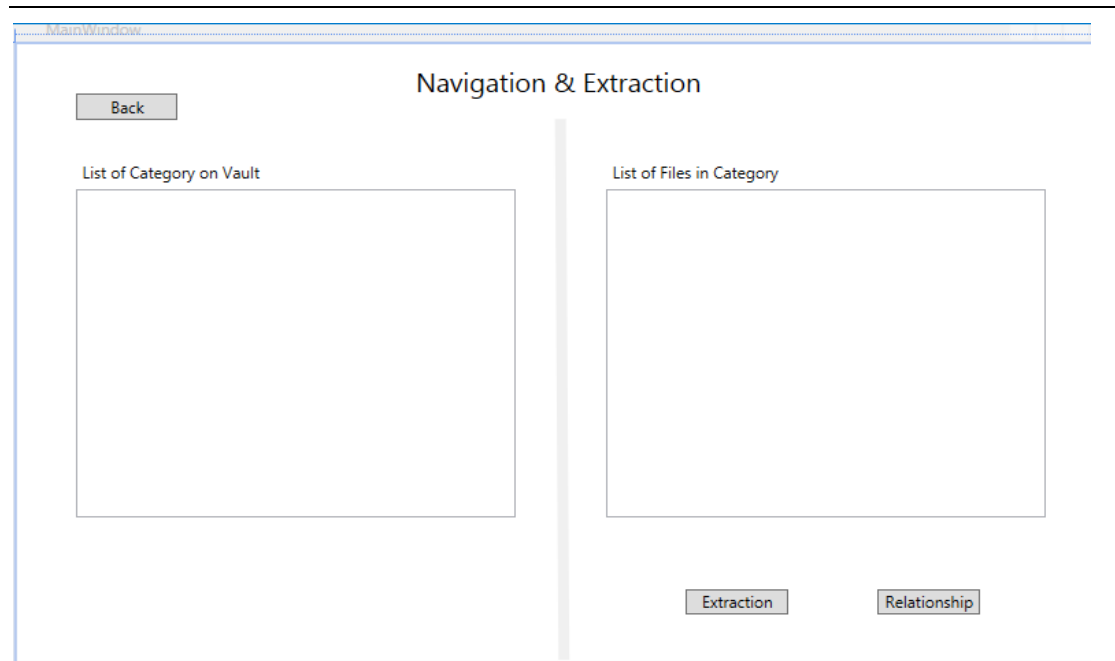 MainWindow
Navigation & Extraction
Back
List of Category on Vault
List of Files in Category
Extraction
Relationship